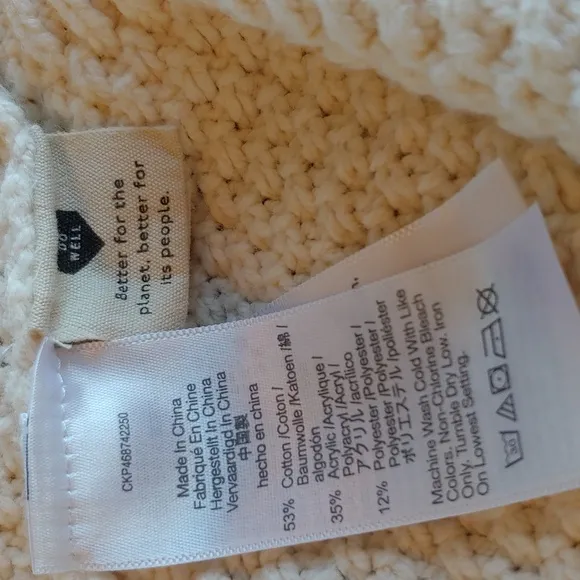 DO
WELL
Better for the
planet, better for
its people.
CKP468742250
Made In China
Fabriqué En Chine
Hergestellt In China
Vervaardigd In China
中国製
hecho en china
53% Cotton /Coton /
Baumwolle /Katoen /綿 /
algodón
35% Acrylic /Acrylique /
Polyacryl /Acryl /
アクリル /acrílico
12% Polyester /Polyester /
Polyester /Polyester /
ポリエステル /poliéster
Machine Wash Cold With Like
Colors. Non-Chlorine Bleach
Only. Tumble Dry Low. Iron
On Lowest Setting.
30